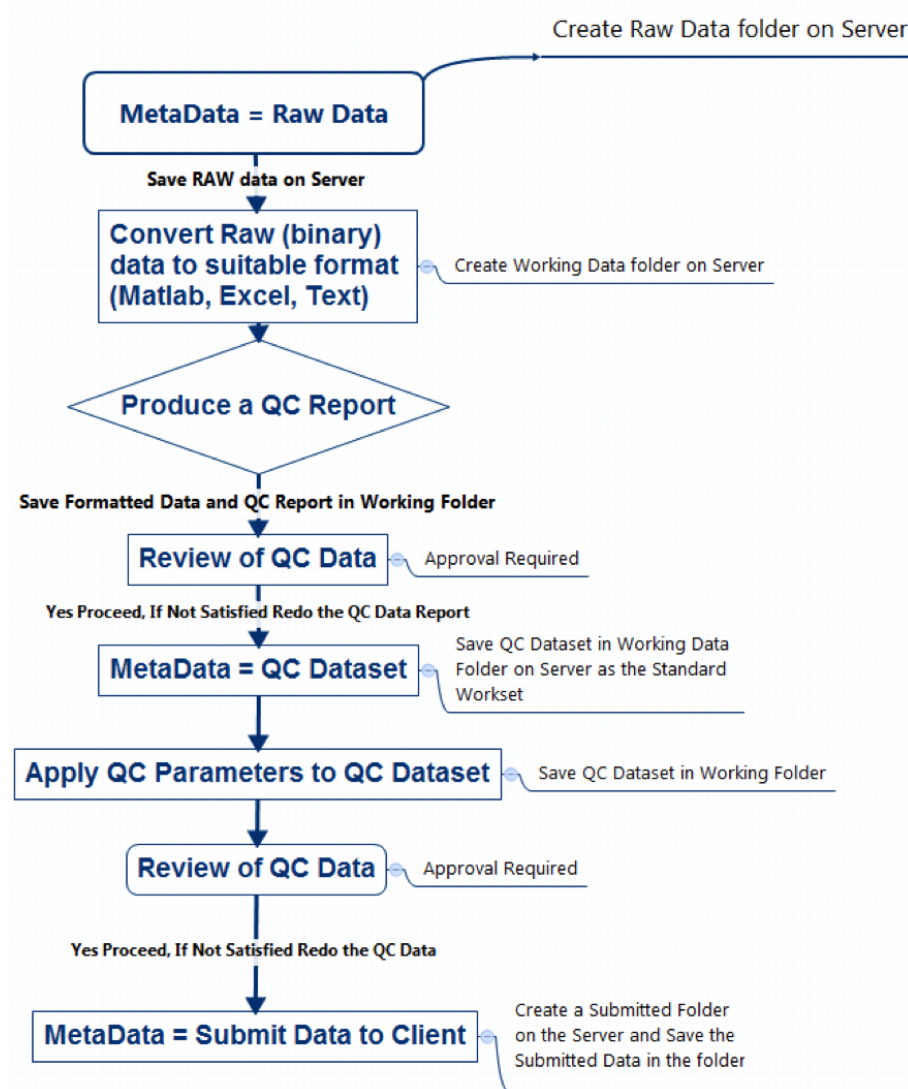 Create Raw Data folder on Server
MetaData = Raw Data
Save RAW data on Server
Convert Raw (binary)
data to suitable format
(Matlab, Excel, Text)
Create Working Data folder on Server
Produce a QC Report
Save Formatted Data and QC Report in Working Folder
Review of QC Data
Approval Required
Yes Proceed, If Not Satisfied Redo the QC Data Report
MetaData = QC Dataset
Save QC Dataset in Working Data
Folder on Server as the Standard
Workset
Apply QC Parameters to QC Dataset
Save QC Dataset in Working Folder
Review of QC Data
Approval Required
Yes Proceed, If Not Satisfied Redo the QC Data
MetaData = Submit Data to Client
Create a Submitted Folder
on the Server and Save the
Submitted Data in the folder